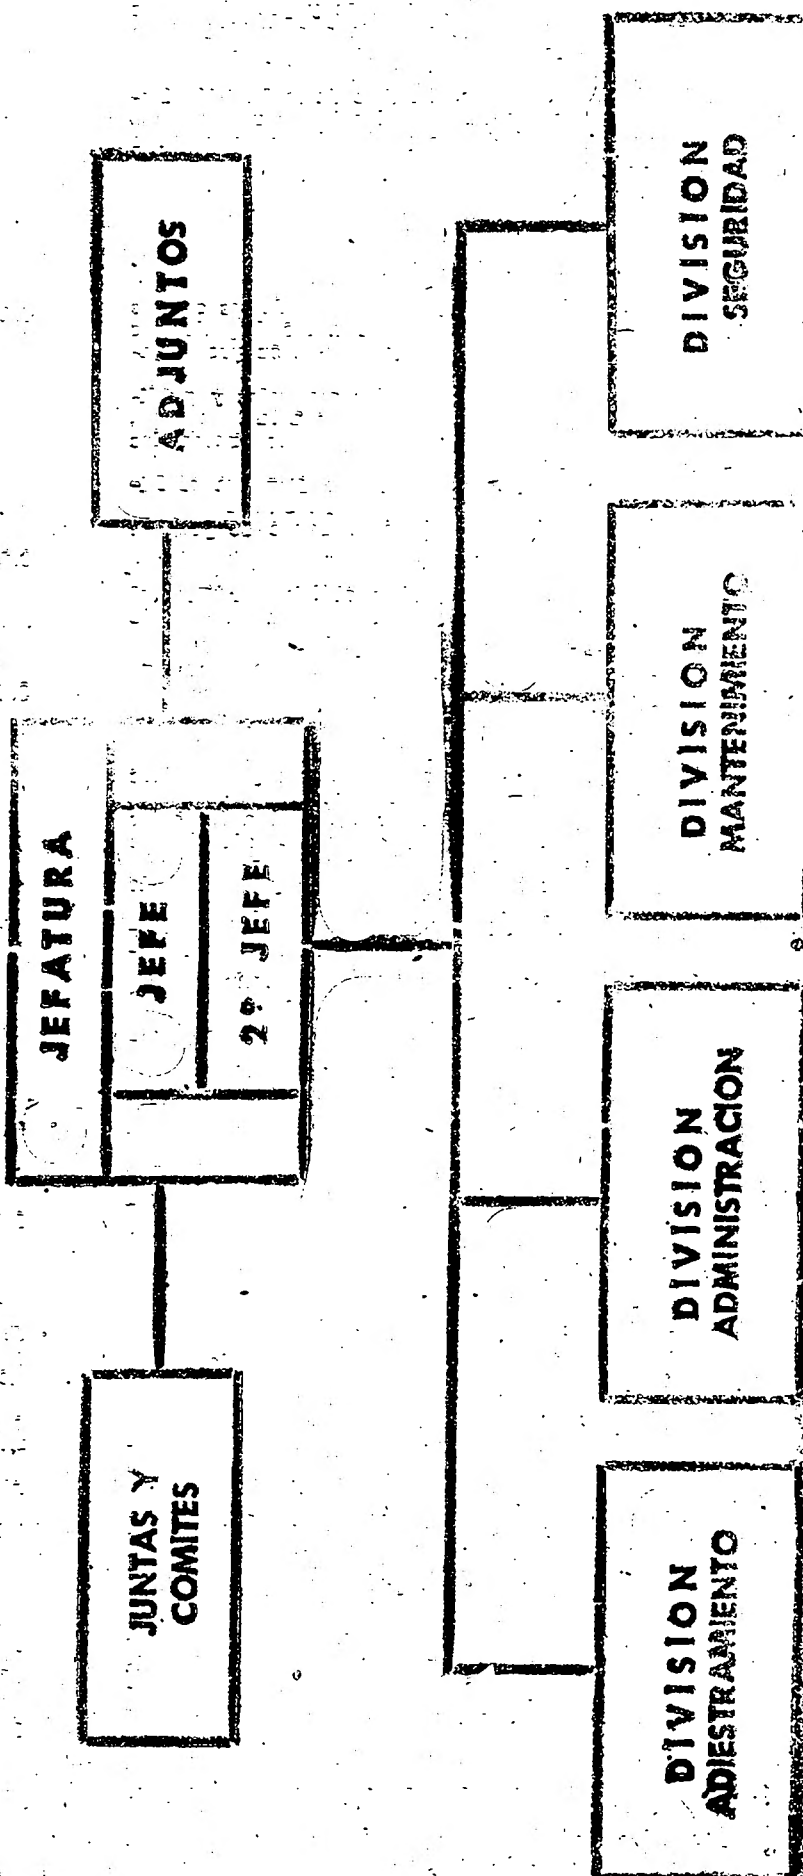 JEFATURA
JEFE
2º JEFE
JUNTAS Y
COMITES
ADJUNTOS
DIVISION
ADIESTRAMIENTO
DIVISION
ADMINISTRACION
DIVISION
MANTENIMIENTO
DIVISION
SEGURIDAD